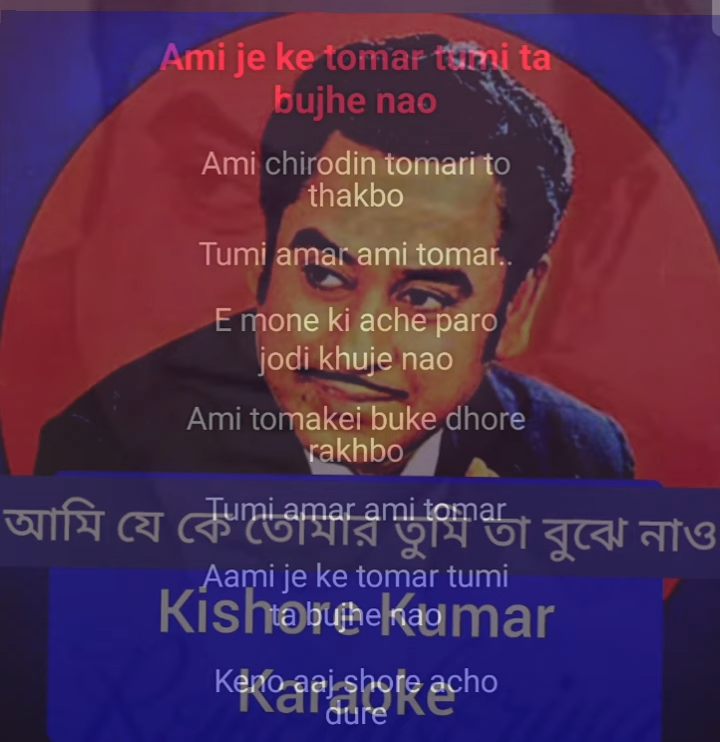 Ami je ke tomar tumi ta
bujhe nao
Ami chirodin tomari to
thakbo
Tumi amar ami tomar..
E mone ki ache paro
jodi khuje nao
Ami tomakei buke dhore
rakhbo
Tumi amar ami tomar
আমি যে কে তোমার তুমি তা বুঝে নাও
Aami je ke tomar tumi
ta bujhe nao
Kishore Kumar
Keno aaj shore acho
dure
Karaoke